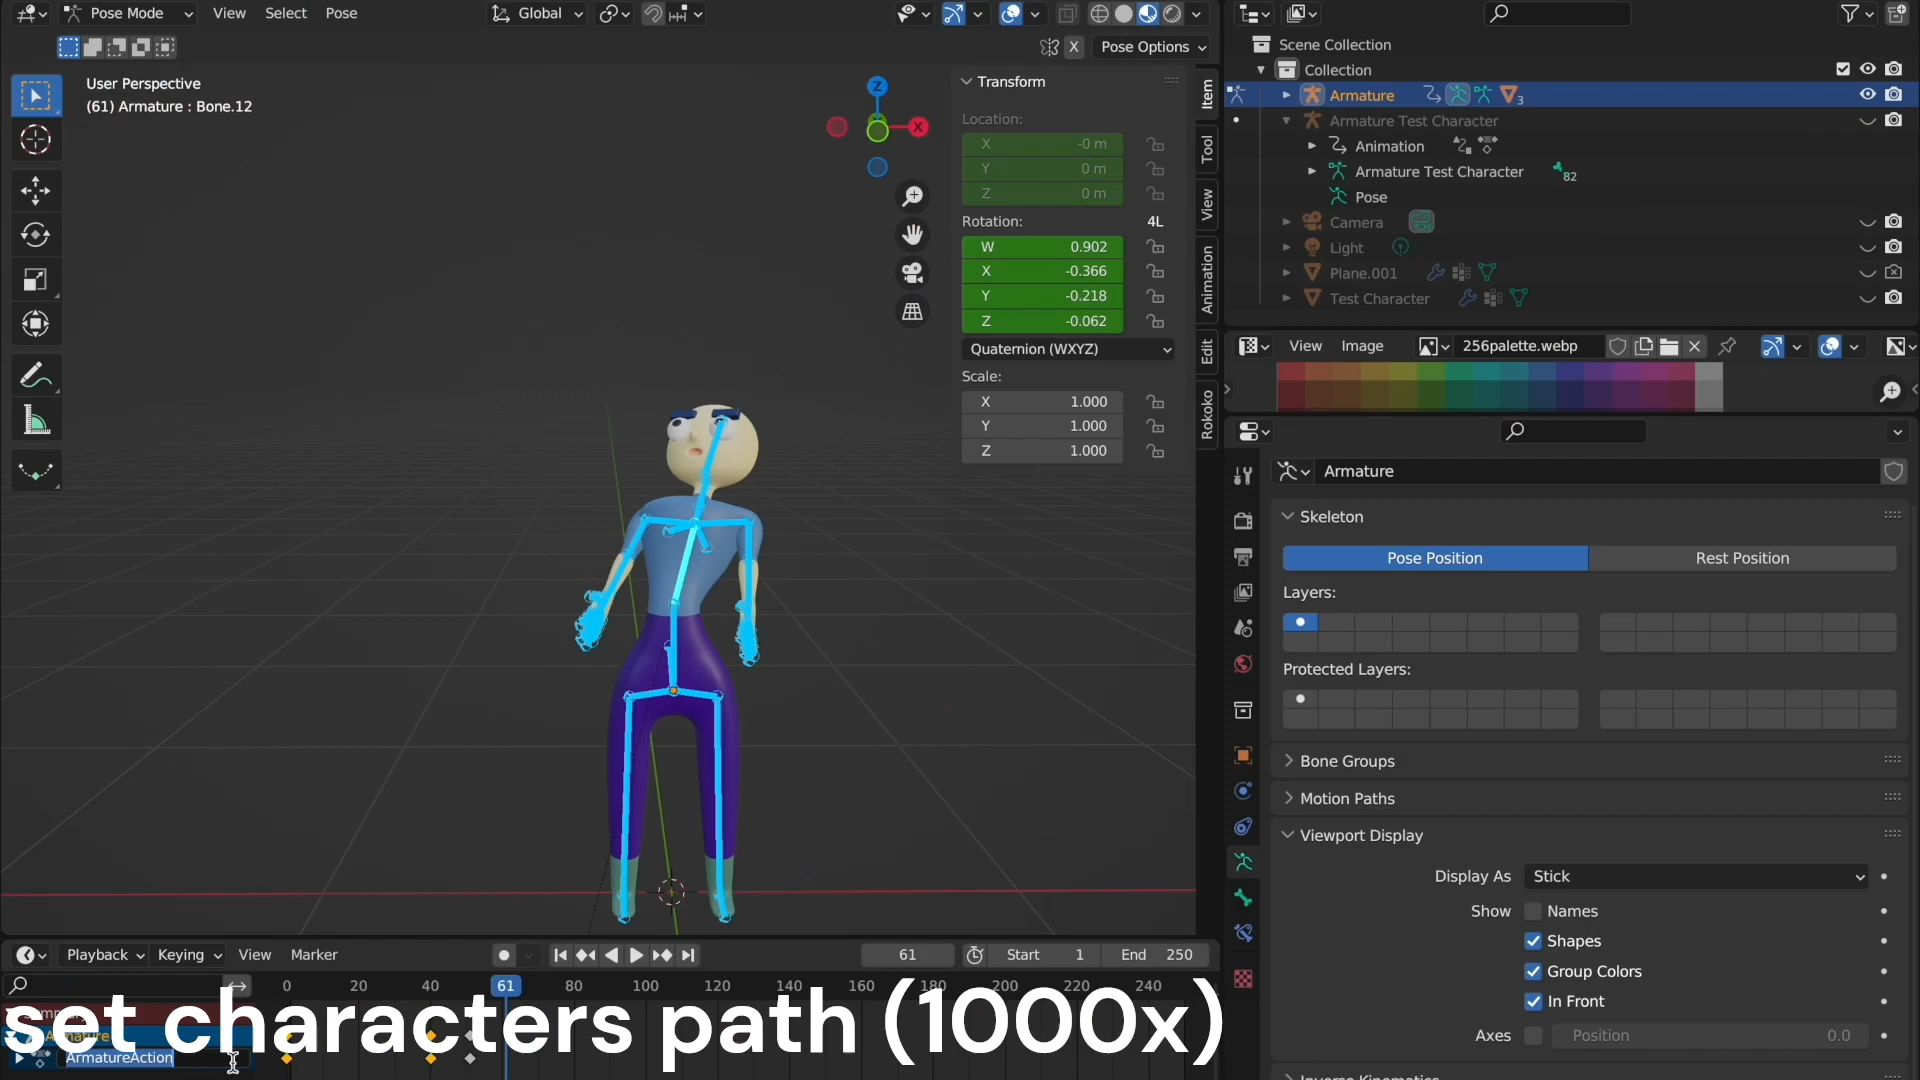 Pose Mode View Select Pose Global
X Pose Options
User Perspective
(61) Armature : Bone.12
Z
X
Transform
Location:
X -0 m
Y 0 m
Z 0 m
Rotation: 4L
W 0.902
X -0.366
Y -0.218
Z -0.062
Quaternion (WXYZ)
Scale:
X 1.000
Y 1.000
Z 1.000
Item
Tool
View
Animation
Edit
Rokoko
Scene Collection
Collection
Armature 3
Armature Test Character
Animation
Armature Test Character 82
Pose
Camera
Light
Plane.001
Test Character
View Image 256palette.webp
Armature
Skeleton
Pose Position Rest Position
Layers:
Protected Layers:
Bone Groups
Motion Paths
Viewport Display
Display As Stick
Show Names
Shapes
Group Colors
In Front
Axes Position 0.0
Inverse Kinematics
Playback Keying View Marker 61 Start 1 End 250
0 20 40 61 80 100 120 140 160 180 200 220 240
set characters path (1000x)
Armature
ArmatureAction